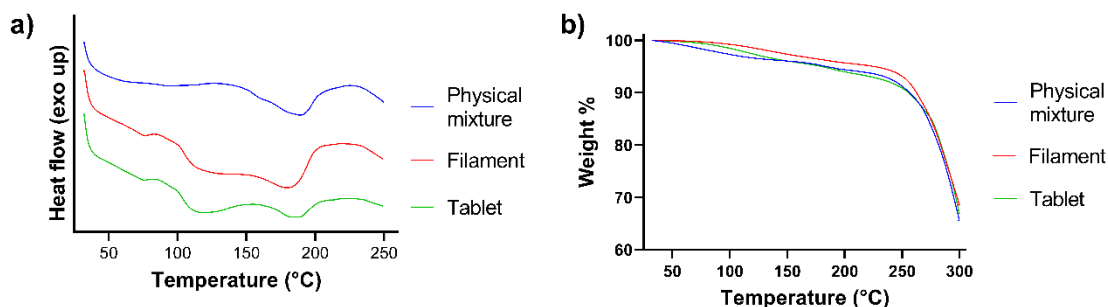 a)
Heat flow (exo up)
50
100
150
200
250
Temperature (°C)
Physical
mixture
Filament
Tablet
b)
Weight %
100
90
80
70
60
50
100
150
200
250
300
Temperature (°C)
Physical
mixture
Filament
Tablet